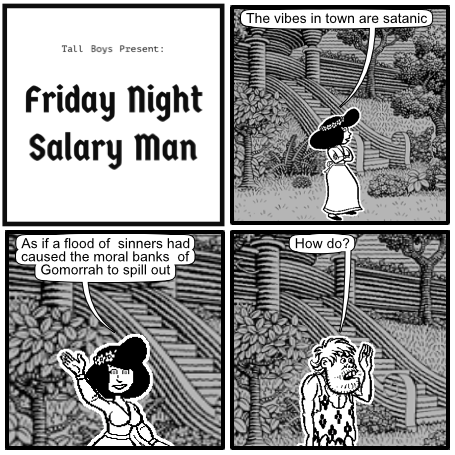 Tall Boys Present:
Friday Night
Salary Man
The vibes in town are satanic
As if a flood of sinners had
caused the moral banks of
Gomorrah to spill out
How do?